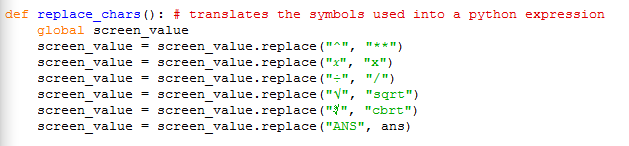 def replace_chars(): # translates the symbols used into a python expression
global screen_value
screen_value = screen_value.replace("^", "**")
screen_value = screen_value.replace("𝑥", "x")
screen_value = screen_value.replace("÷", "/")
screen_value = screen_value.replace("√", "sqrt")
screen_value = screen_value.replace("∛", "cbrt")
screen_value = screen_value.replace("ANS", ans)